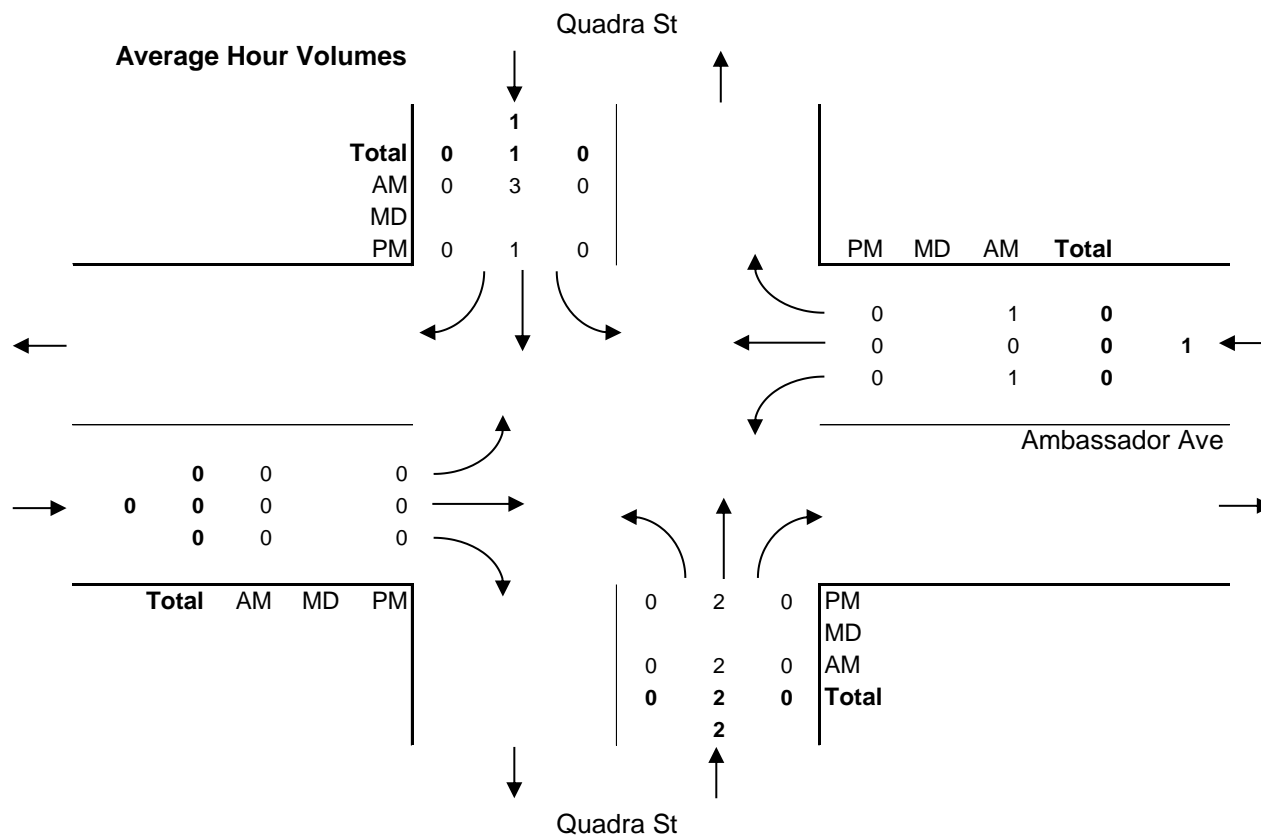 Quadra St
Average Hour Volumes
1
Total 0 1 0
AM 0 3 0
MD
PM 0 1 0
PM MD AM Total
0 1 0
0 0 0 1
0 1 0
Ambassador Ave
0 0 0
0 0 0 0
0 0 0
Total AM MD PM
0 2 0 PM
MD
0 2 0 AM
0 2 0 Total
2
Quadra St